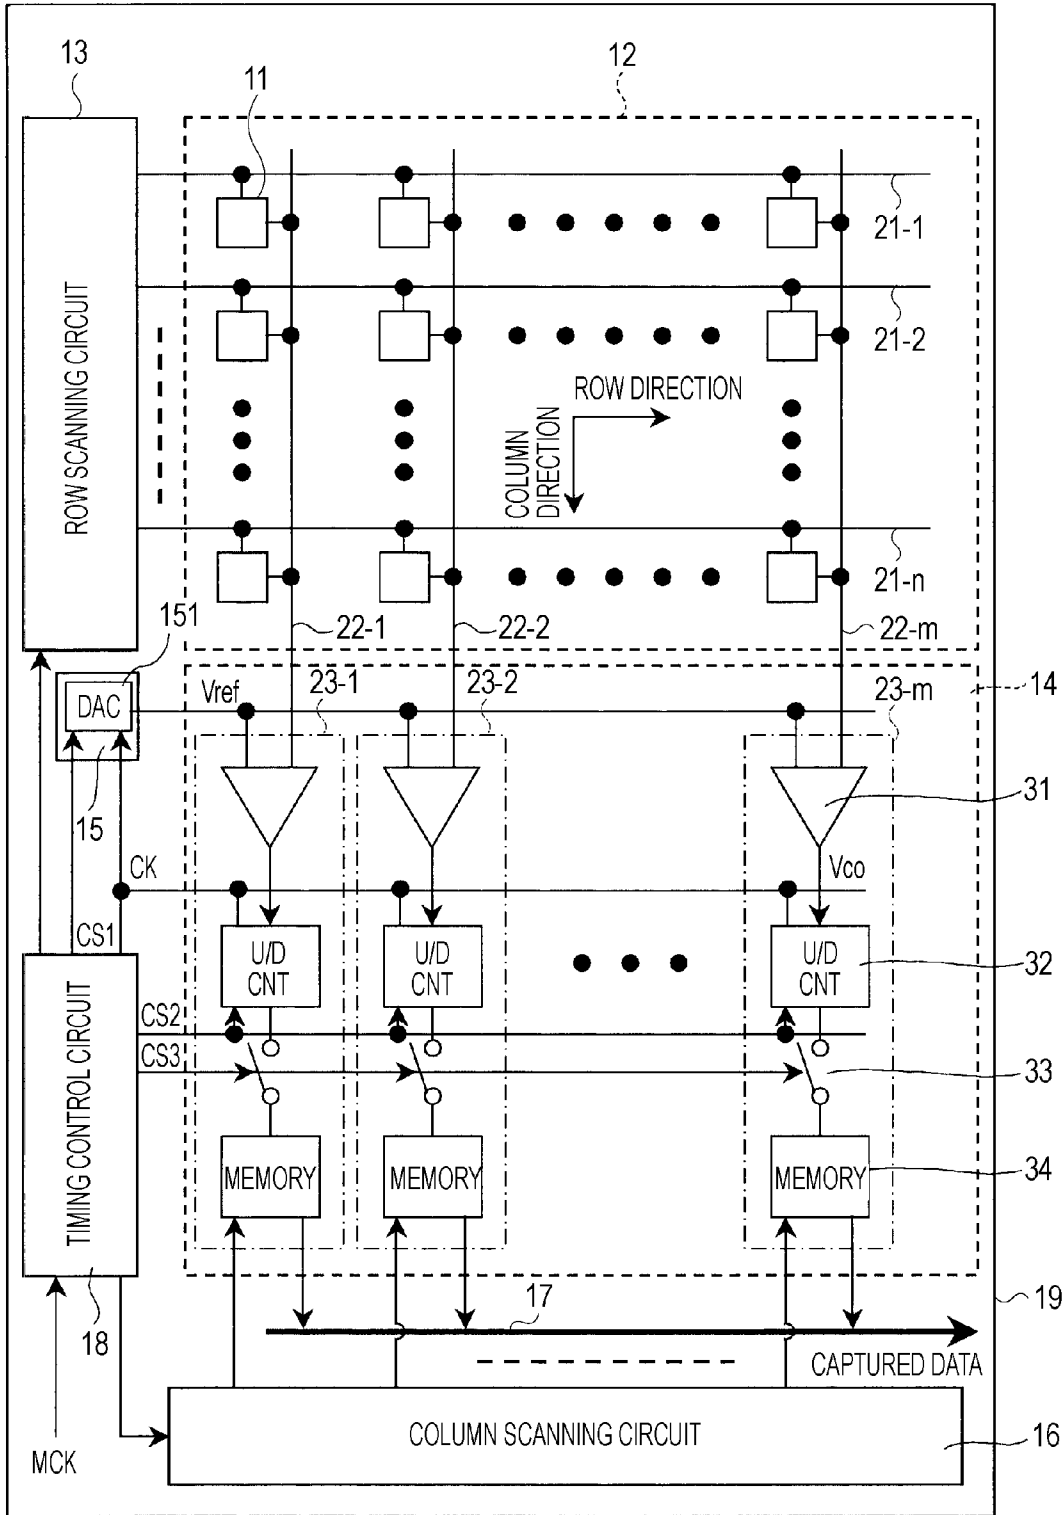 13
11
12
ROW SCANNING CIRCUIT
21-1
21-2
ROW DIRECTION
COLUMN
DIRECTION
21-n
151
22-1
22-2
22-m
DAC
Vref
23-1
23-2
23-m
14
15
31
CK
Vco
CS1
U/D
CNT
U/D
CNT
U/D
CNT
32
TIMING CONTROL CIRCUIT
CS2
CS3
33
MEMORY
MEMORY
MEMORY
34
18
17
19
CAPTURED DATA
MCK
COLUMN SCANNING CIRCUIT
16